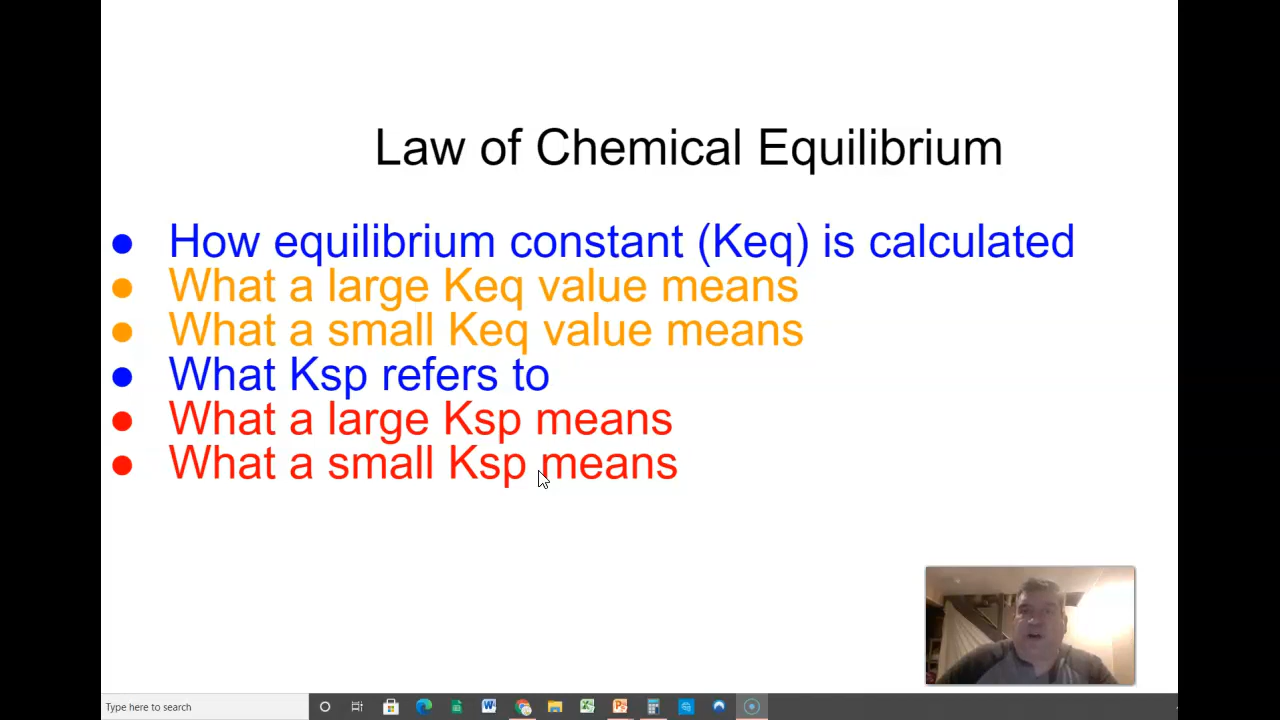 Law of Chemical Equilibrium
● How equilibrium constant (Keq) is calculated
● What a large Keq value means
● What a small Keq value means
● What Ksp refers to
● What a large Ksp means
● What a small Ksp means
Type here to search